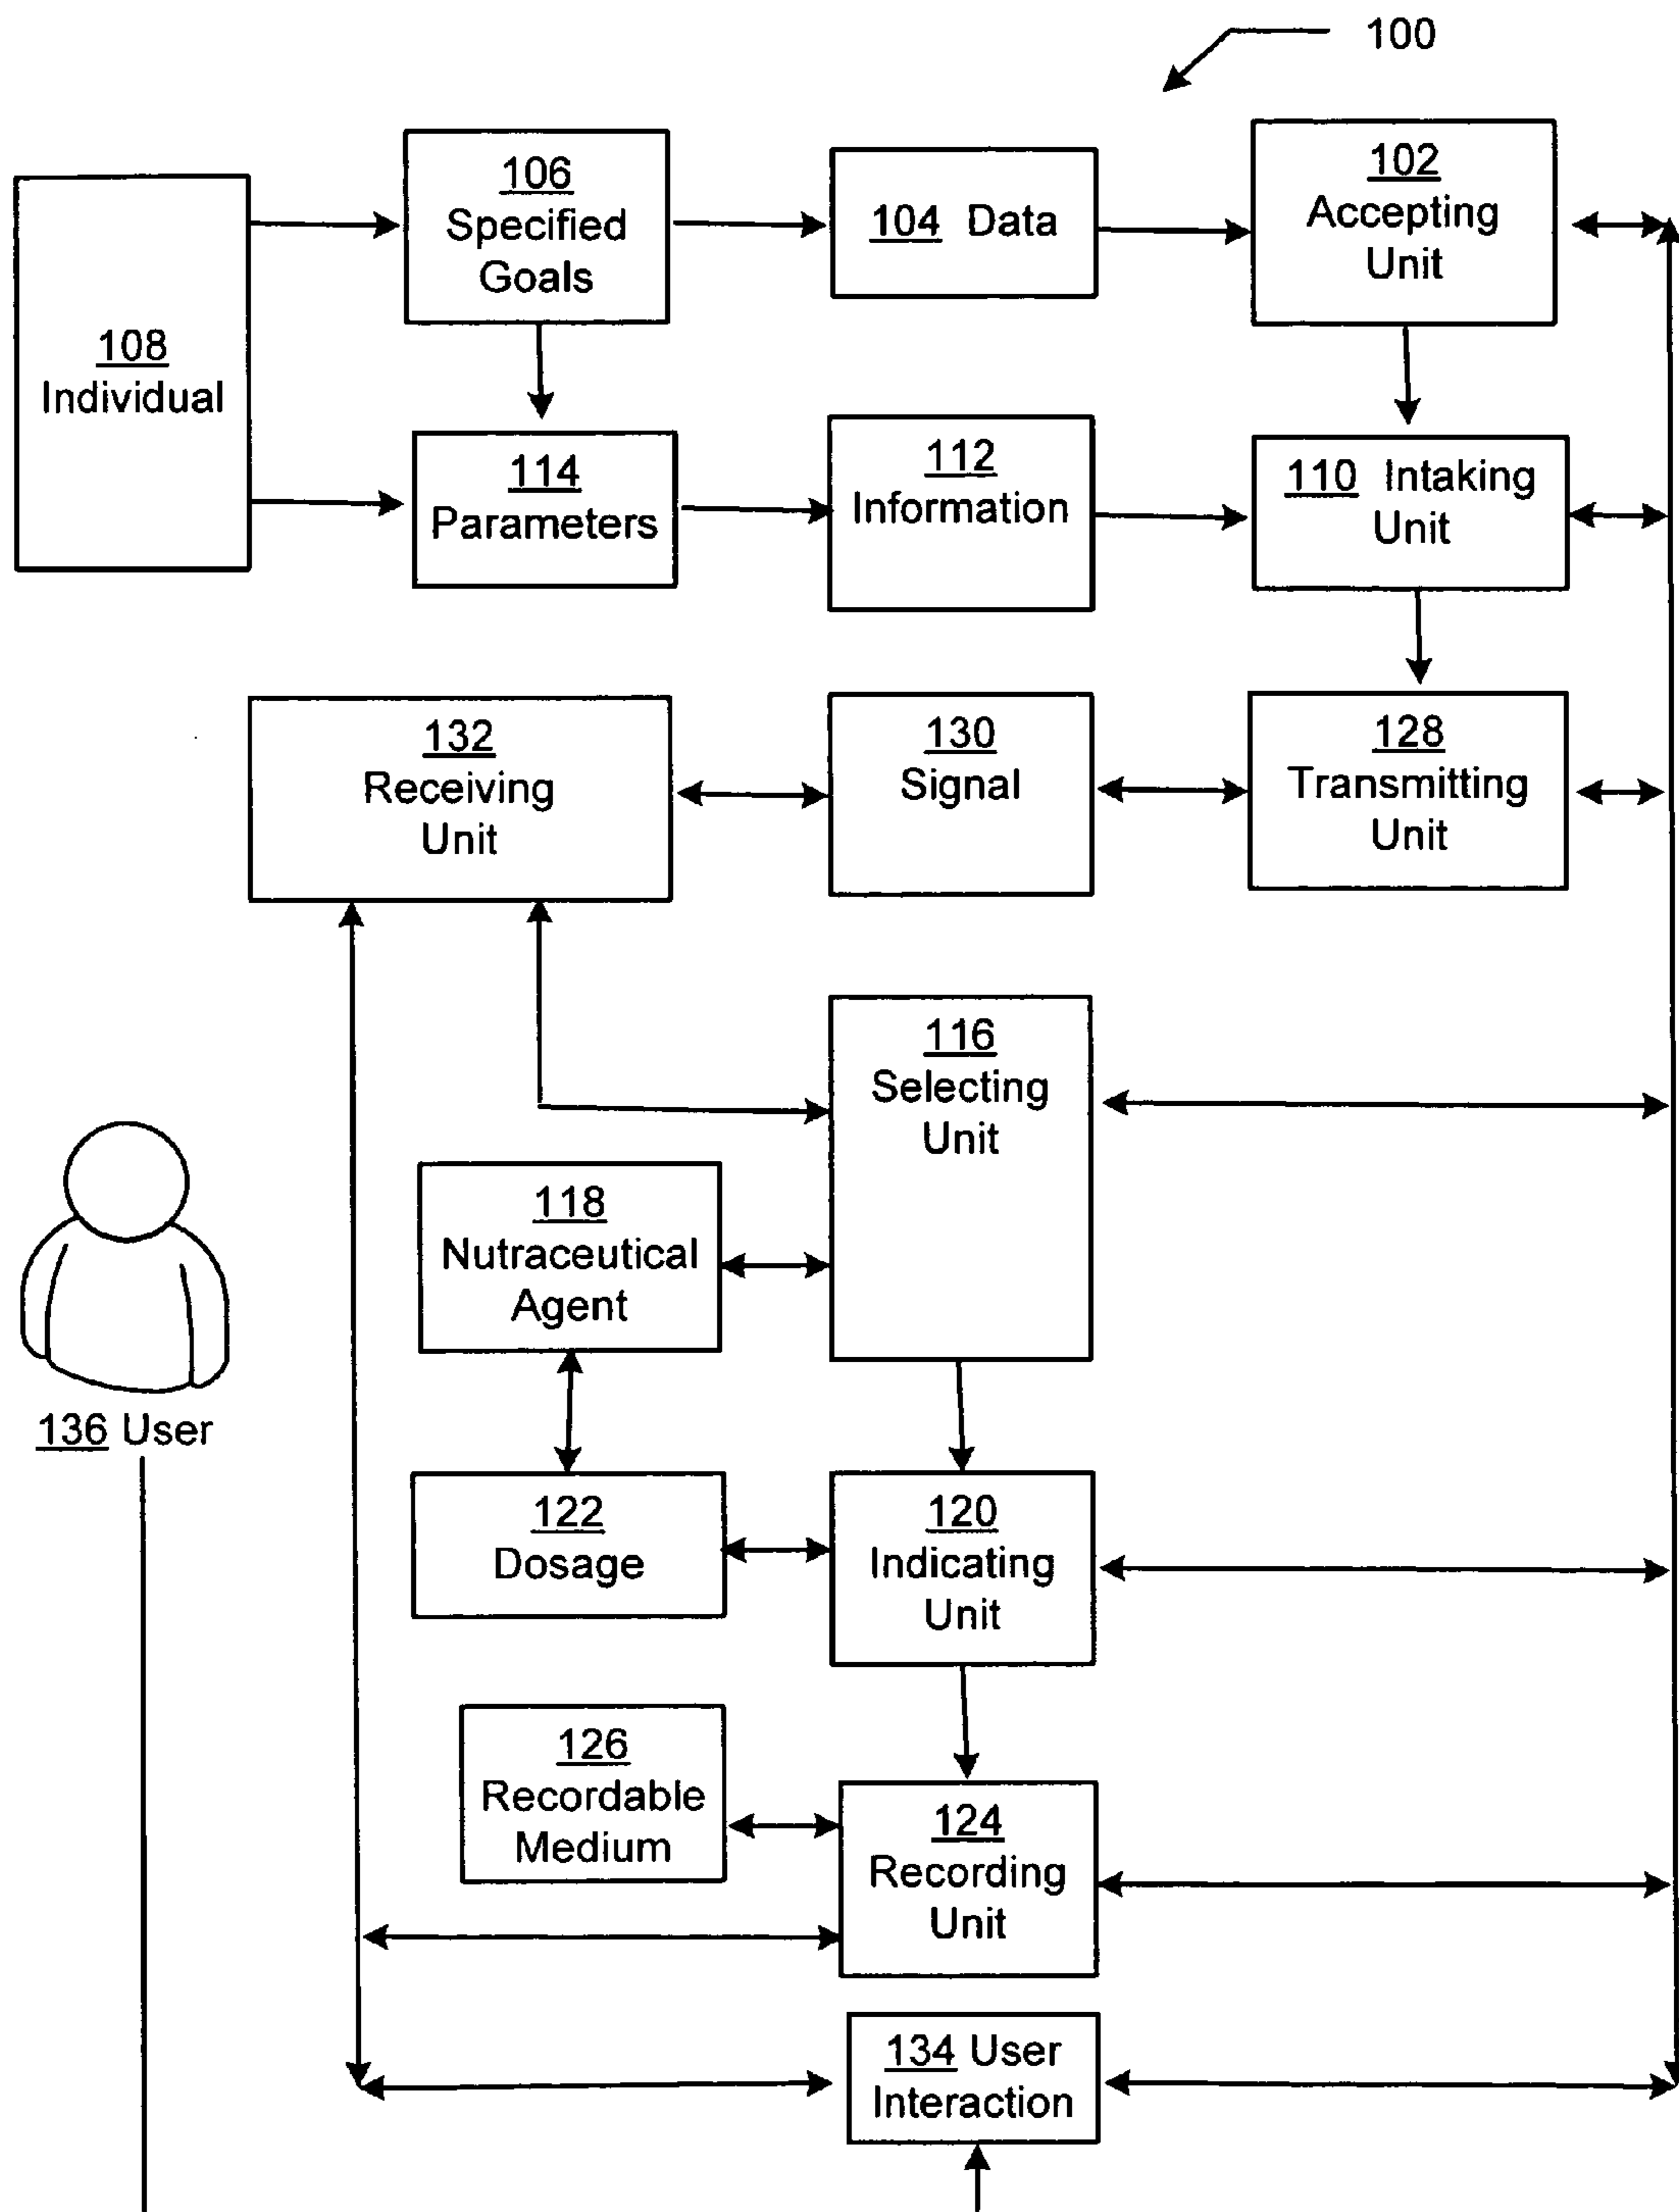 100
106
Specified
Goals
104 Data
102
Accepting
Unit
108
Individual
114
Parameters
112
Information
110 Intaking
Unit
132
Receiving
Unit
130
Signal
128
Transmitting
Unit
116
Selecting
Unit
118
Nutraceutical
Agent
136 User
122
Dosage
120
Indicating
Unit
126
Recordable
Medium
124
Recording
Unit
134 User
Interaction